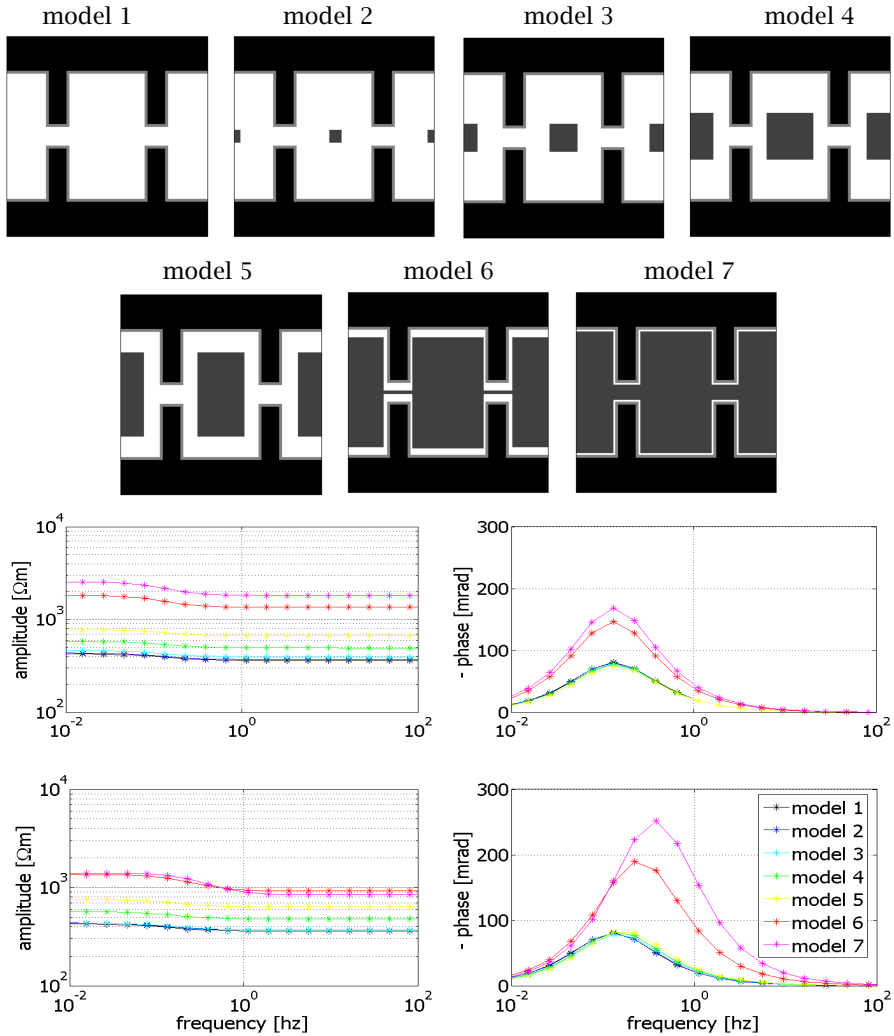 model 1
model 2
model 3
model 4
model 5
model 6
model 7
10^4
10^3
10^2
amplitude [Ωm]
10^-2
10^0
10^2
300
200
100
0
- phase [mrad]
10^-2
10^0
10^2
10^4
10^3
10^2
amplitude [Ωm]
10^-2
10^0
10^2
frequency [hz]
300
200
100
0
- phase [mrad]
10^-2
10^0
10^2
frequency [hz]
model 1
model 2
model 3
model 4
model 5
model 6
model 7